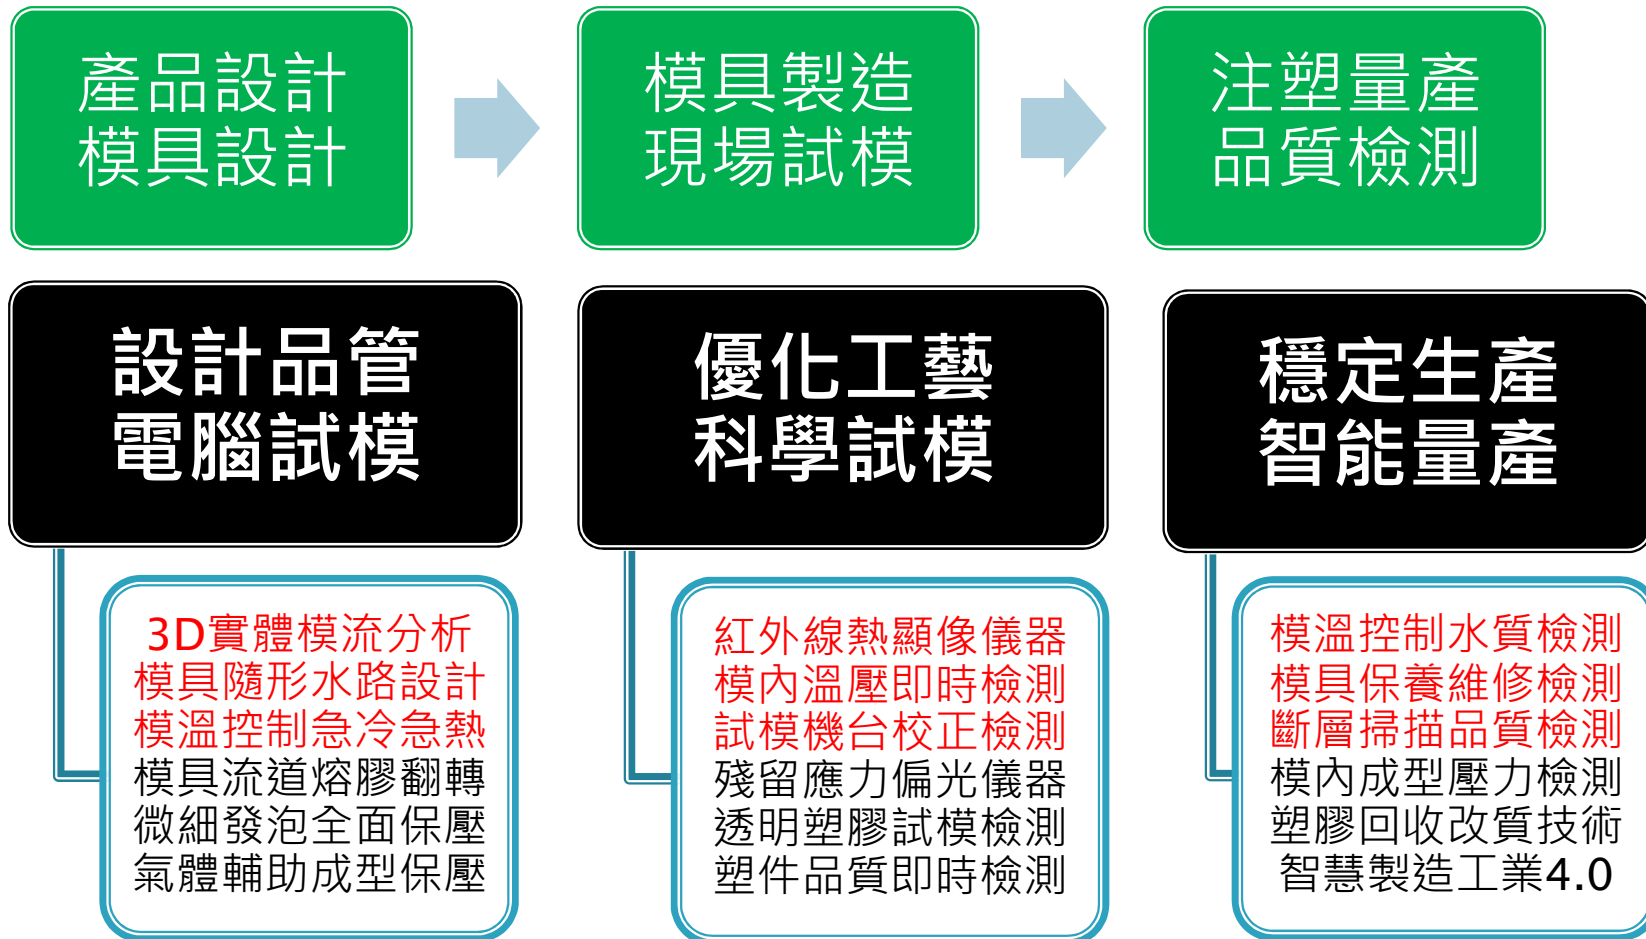 產品設計
模具設計
模具製造
現場試模
注塑量產
品質檢測
設計品管
電腦試模
優化工藝
科學試模
穩定生產
智能量產
3D實體模流分析
模具隨形水路設計
模溫控制急冷急熱
模具流道熔膠翻轉
微細發泡全面保壓
氣體輔助成型保壓
紅外線熱顯像儀器
模內溫壓即時檢測
試模機台校正檢測
殘留應力偏光儀器
透明塑膠試模檢測
塑件品質即時檢測
模溫控制水質檢測
模具保養維修檢測
斷層掃描品質檢測
模內成型壓力檢測
塑膠回收改質技術
智慧製造工業4.0